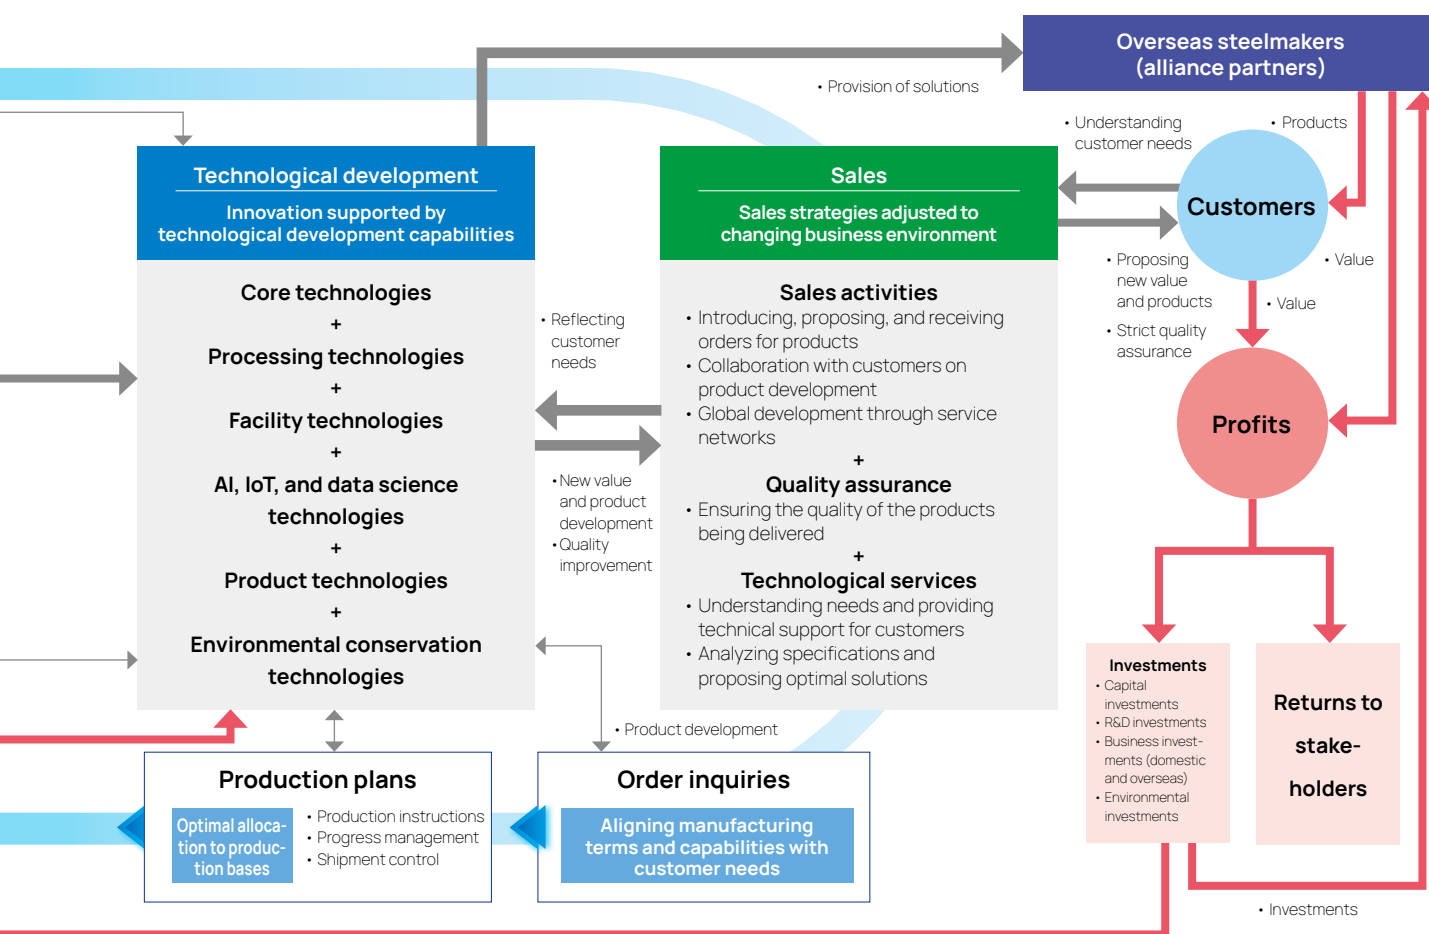 Overseas steelmakers
(alliance partners)
• Provision of solutions
• Understanding
customer needs
• Products
Customers
• Proposing
new value
and products
• Strict quality
assurance
• Value
• Value
Profits
Technological development
Innovation supported by
technological development capabilities
Core technologies
+
Processing technologies
+
Facility technologies
+
AI, IoT, and data science
technologies
+
Product technologies
+
Environmental conservation
technologies
• Reflecting
customer
needs
• New value
and product
development
• Quality
improvement
Sales
Sales strategies adjusted to
changing business environment
Sales activities
• Introducing, proposing, and receiving
orders for products
• Collaboration with customers on
product development
• Global development through service
networks
+
Quality assurance
• Ensuring the quality of the products
being delivered
+
Technological services
• Understanding needs and providing
technical support for customers
• Analyzing specifications and
proposing optimal solutions
• Product development
Production plans
Optimal alloca-
tion to produc-
tion bases
• Production instructions
• Progress management
• Shipment control
Order inquiries
Aligning manufacturing
terms and capabilities with
customer needs
Investments
• Capital
investments
• R&D investments
• Business invest-
ments (domestic
and overseas)
• Environmental
investments
Returns to
stake-
holders
• Investments